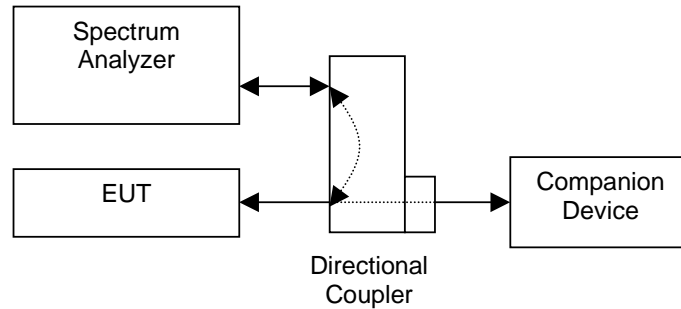 Spectrum
Analyzer
EUT
Companion
Device
Directional
Coupler